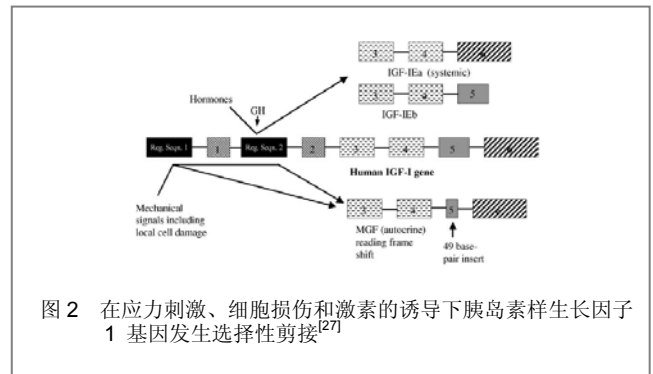 3 4 6
IGF-IEa (systemic)
3 4 5
IGF-IEb
Hormones
GH
Reg. Seqs. 1 1 Reg. Seqs. 2 2 3 4 5 6
Human IGF-I gene
Mechanical
signals including
local cell damage
3 4 5 6
MGF (autocrine)
reading frame
shift
49 base-
pair insert
图 2 在应力刺激、细胞损伤和激素的诱导下胰岛素样生长因子
1 基因发生选择性剪接[27]